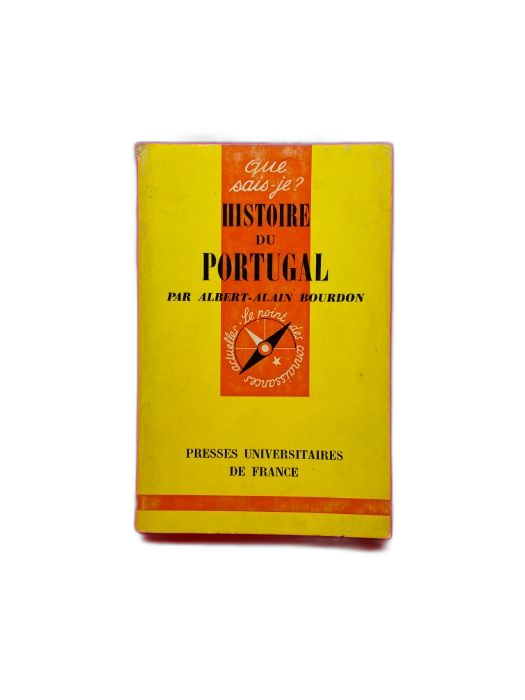 que
sais-je?
HISTOIRE
DU
PORTUGAL
PAR ALBERT-ALAIN BOURDON
Le point des connaissances actuelles
PRESSES UNIVERSITAIRES
DE FRANCE